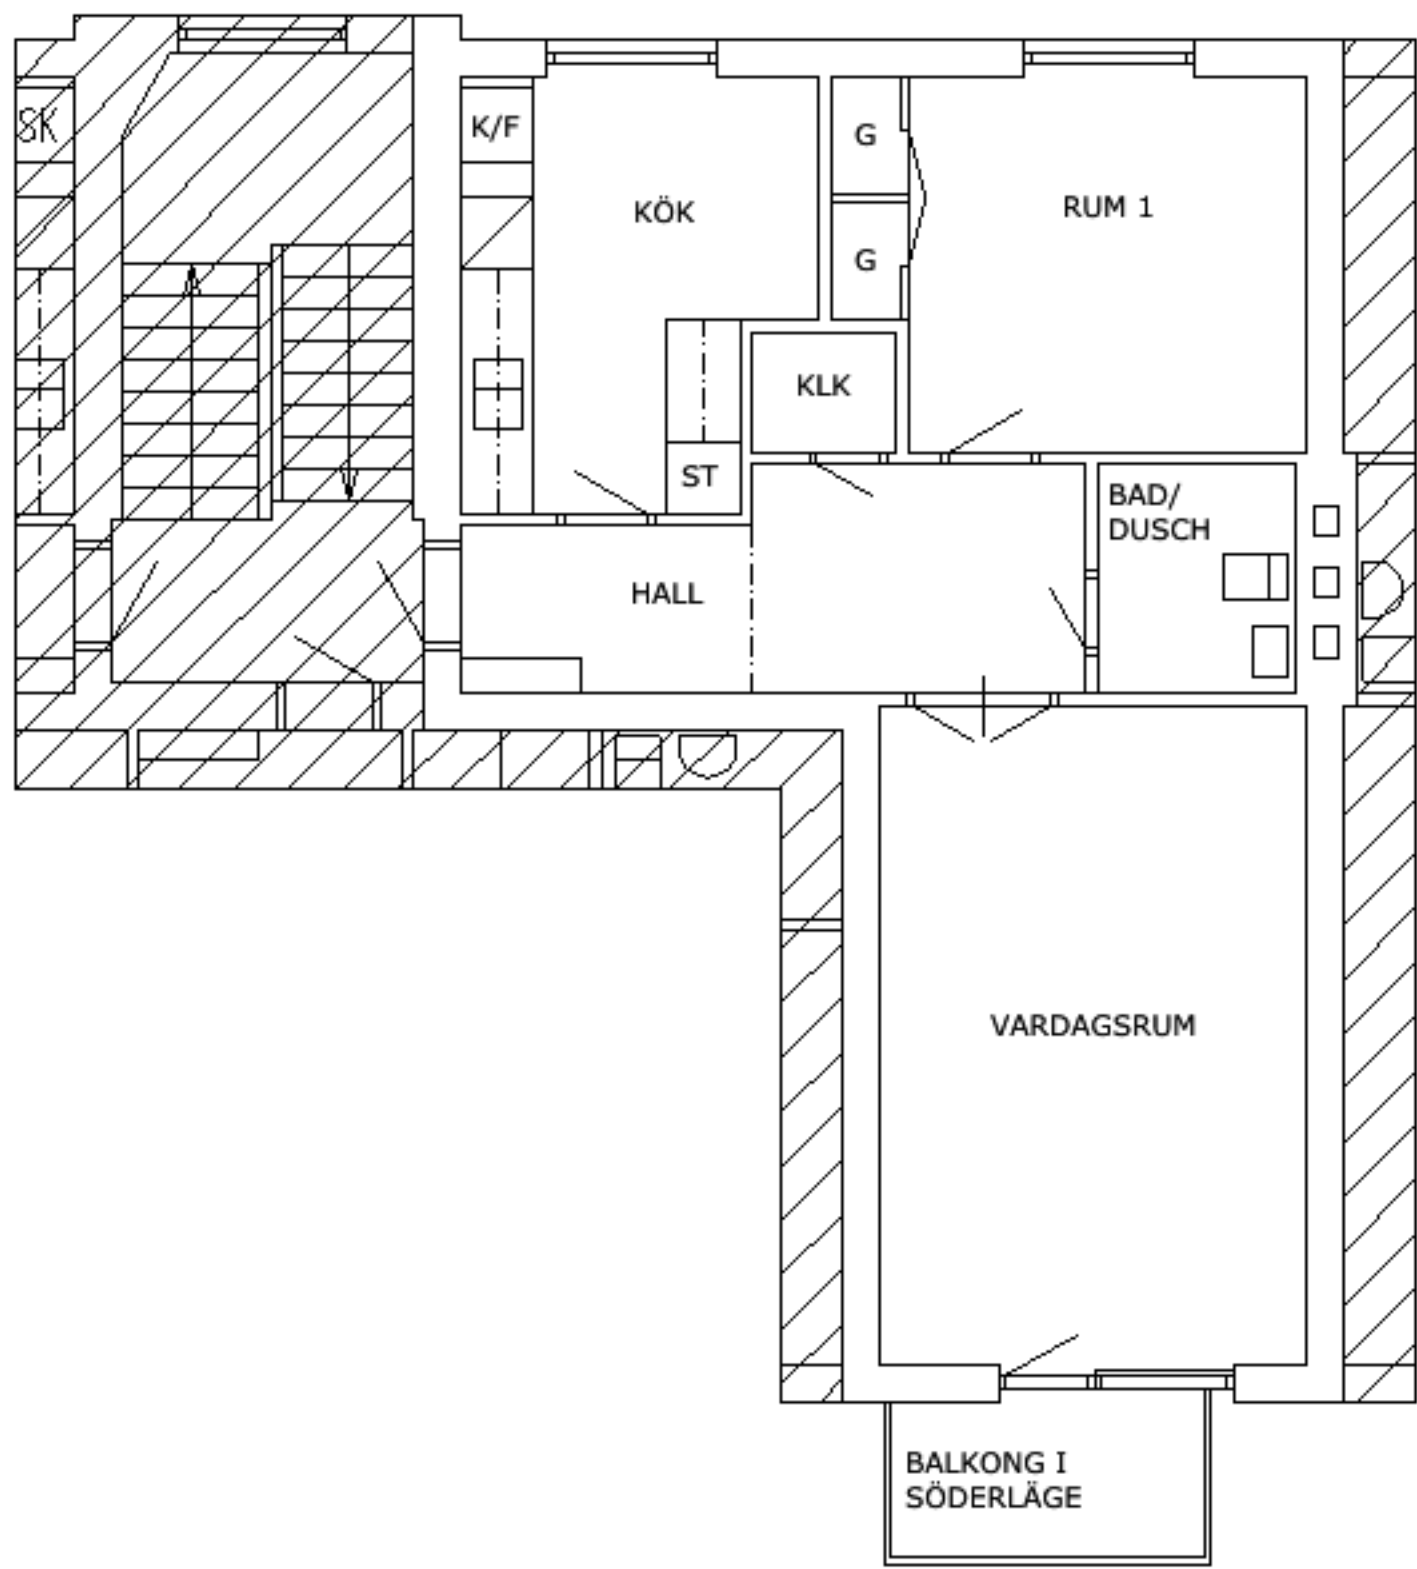 SK
K/F
KÖK
G
RUM 1
G
KLK
ST
BAD/
DUSCH
HALL
VARDAGSRUM
BALKONG I
SÖDERLÄGE